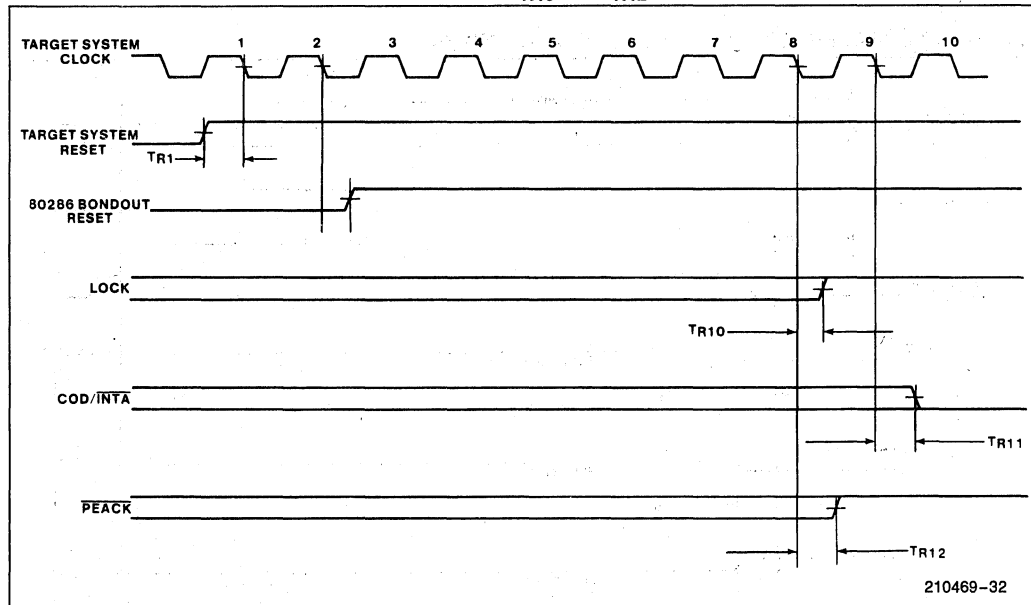 TARGET SYSTEM
CLOCK
1 2 3 4 5 6 7 8 9 10
TARGET SYSTEM
RESET
TR1
80286 BONDOUT
RESET
LOCK
TR10
COD/INTA
TR11
PEACK
TR12
210469-32